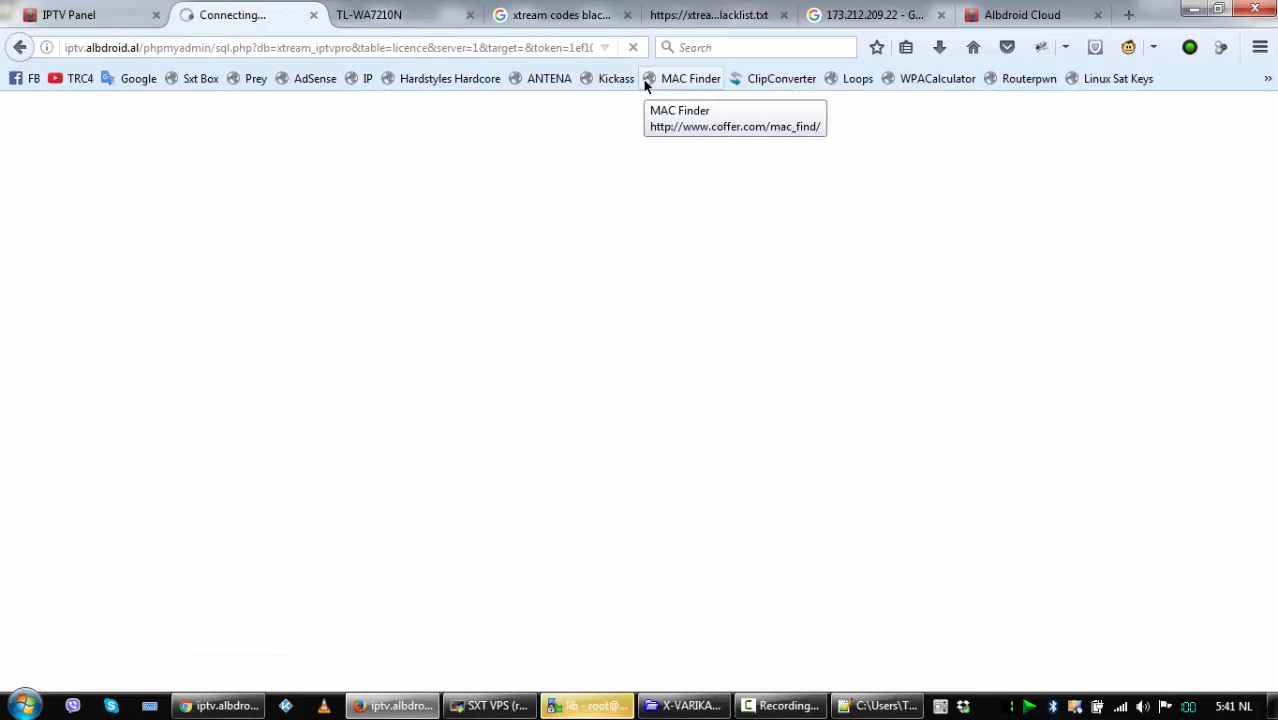 IPTV Panel
Connecting...
TL-WA7210N
xtream codes blac...
https://xtrea...lacklist.txt
173.212.209.22 - G...
Albdroid Cloud
iptv.albdroid.al/phpmyadmin/sql.php?db=xtream_iptvpro&table=licence&server=1&target=&token=1ef10
Search
FB
TRC4
Google
Sxt Box
Prey
AdSense
IP
Hardstyles Hardcore
ANTENA
Kickass
MAC Finder
ClipConverter
Loops
WPACalculator
Routerpwn
Linux Sat Keys
MAC Finder
http://www.coffer.com/mac_find/
iptv.albdro...
iptv.albdro...
SXT VPS (r...
lib - root@...
X-VARIKA...
Recording...
C:\Users\T...
:00
5:41 NL